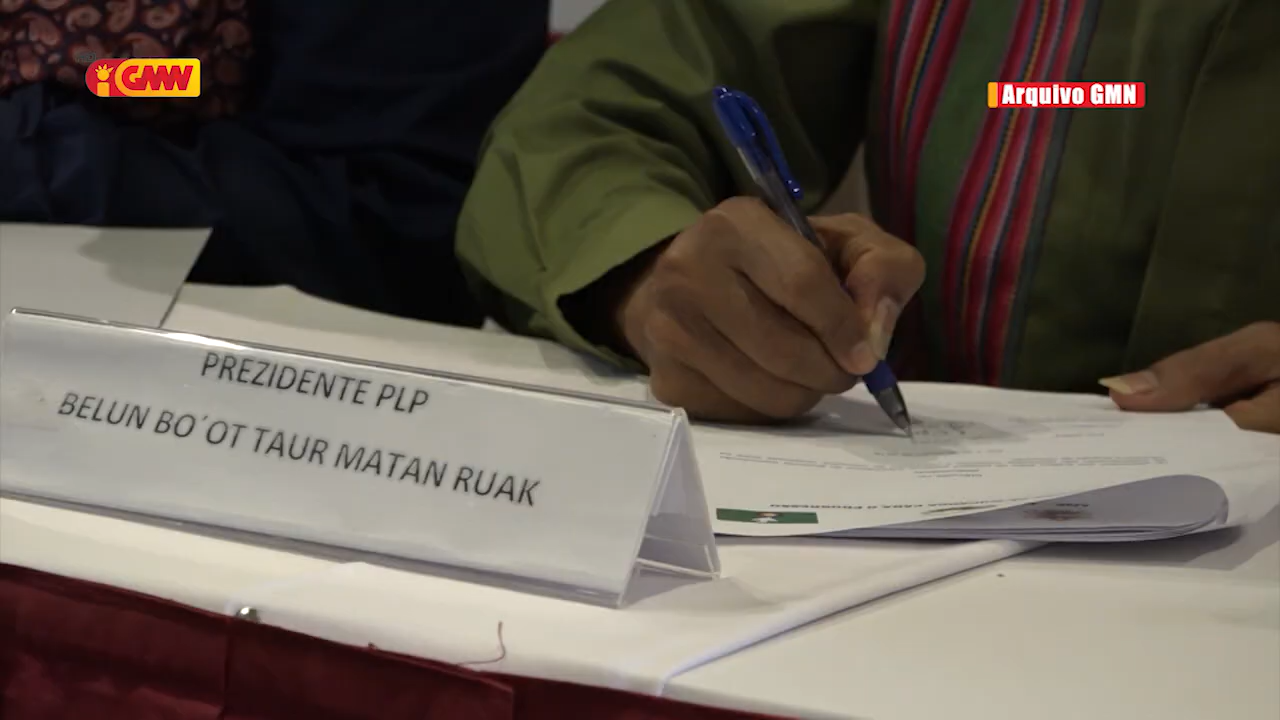 GMN
Arquivo GMN
PREZIDENTE PLP
BELUN BO´OT TAUR MATAN RUAK